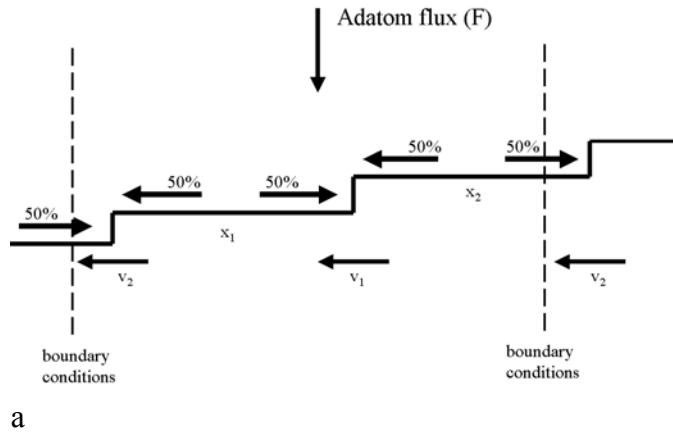 Adatom flux (F)
50% 50%
50% 50%
x₂
50%
x₁
v₂ v₁ v₂
boundary
conditions
boundary
conditions
a